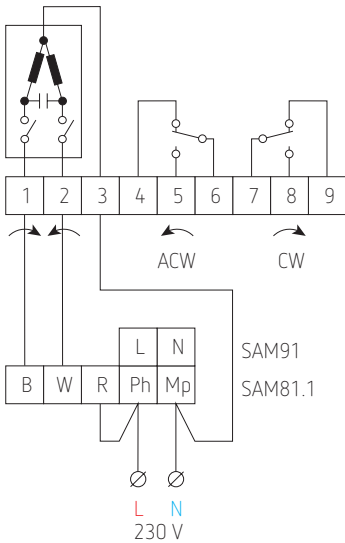 1 2 3 4 5 6 7 8 9
ACW CW
L N SAM91
B W R Ph Mp SAM81.1
L N
230 V